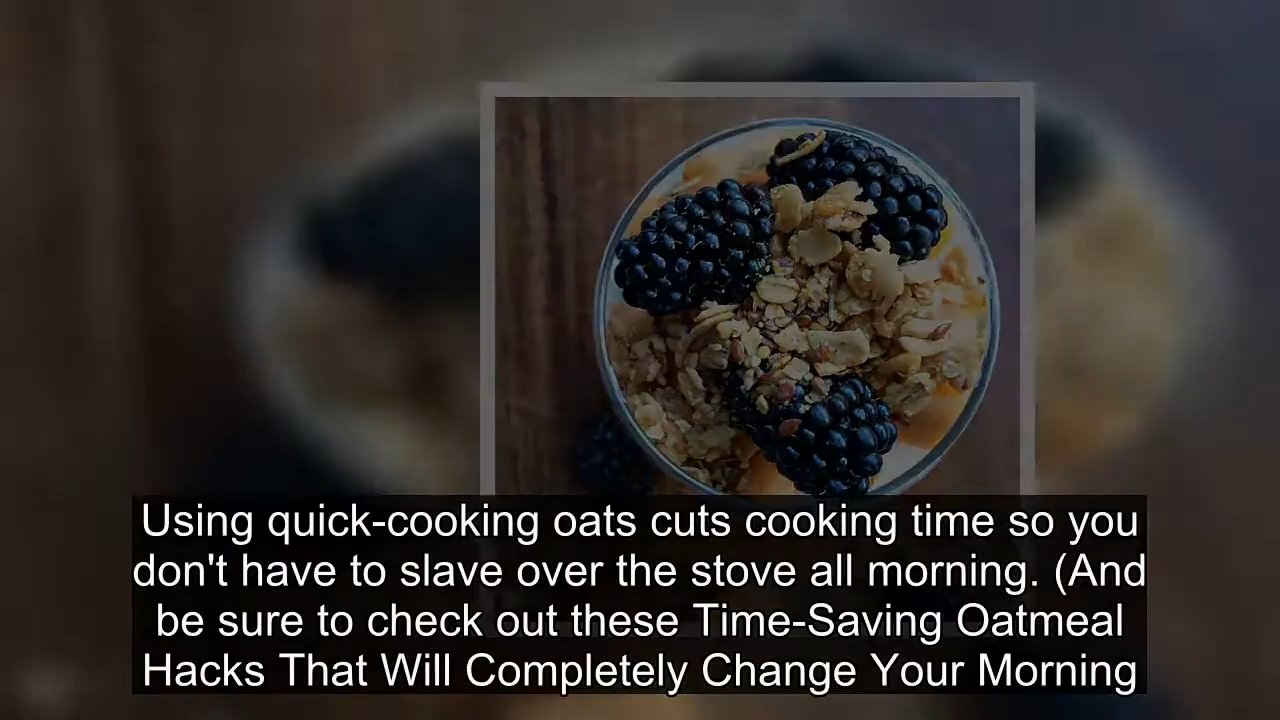 Using quick-cooking oats cuts cooking time so you
don't have to slave over the stove all morning. (And
be sure to check out these Time-Saving Oatmeal
Hacks That Will Completely Change Your Morning